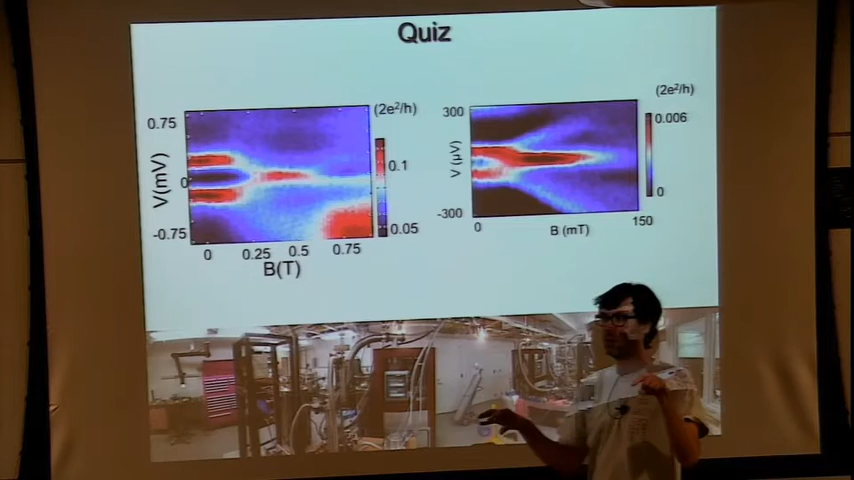 Quiz
(2e²/h)
0.75
V(mV)
0
-0.75
0.1
0.05
0
0.25
0.5
0.75
B(T)
(2e²/h)
300
V(μV)
-300
0.006
0
0
150
B(mT)